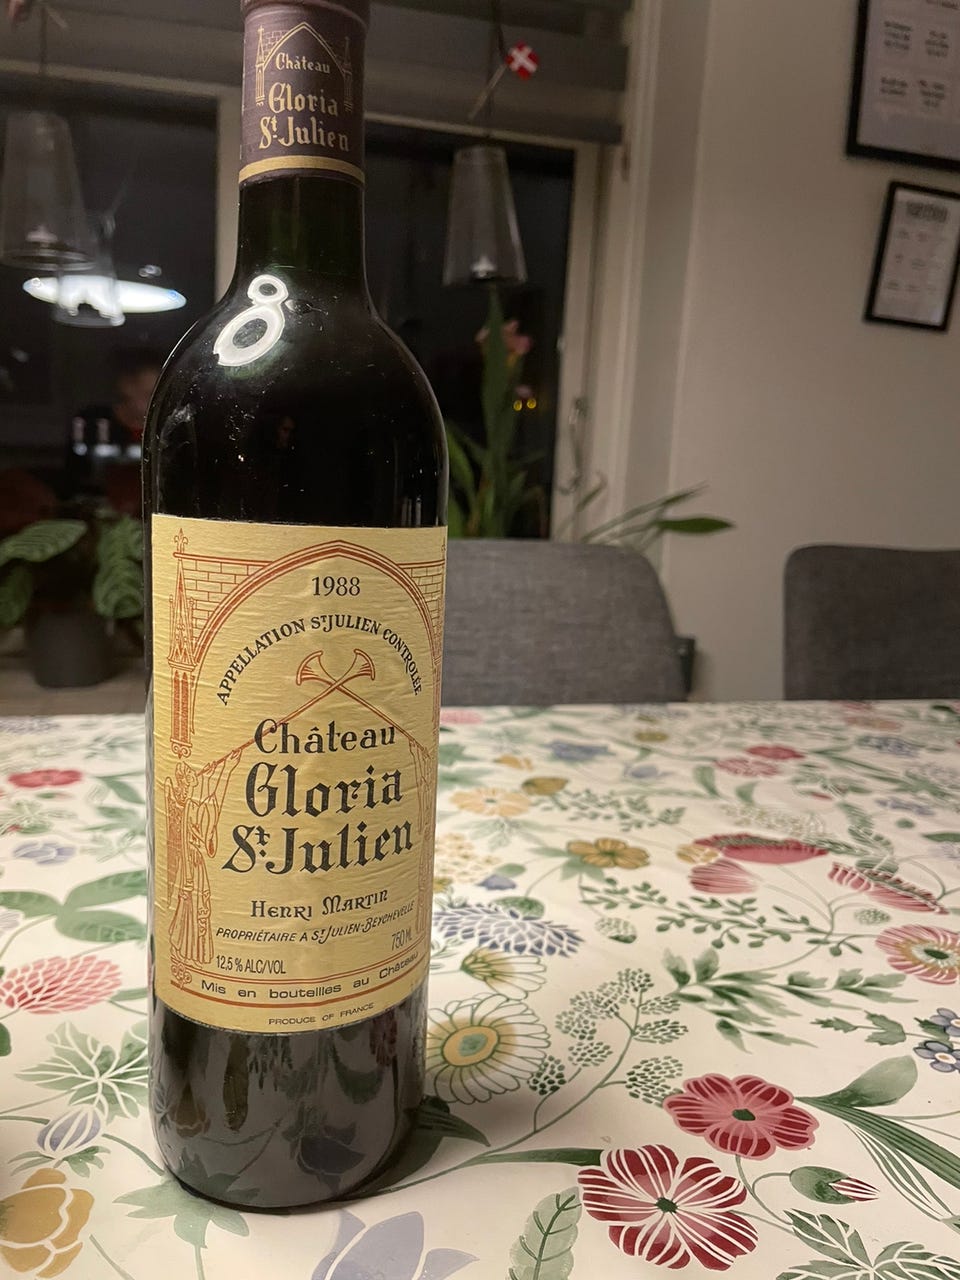 Château
Gloria
St Julien
1988
APPELLATION St JULIEN CONTROLÉE
Château
Gloria
St Julien
HENRI MARTIN
PROPRIÉTAIRE A St JULIEN-BEYCHEVELLE
750 ML
12,5 % ALC/VOL
Mis en bouteilles au Château
PRODUCE OF FRANCE